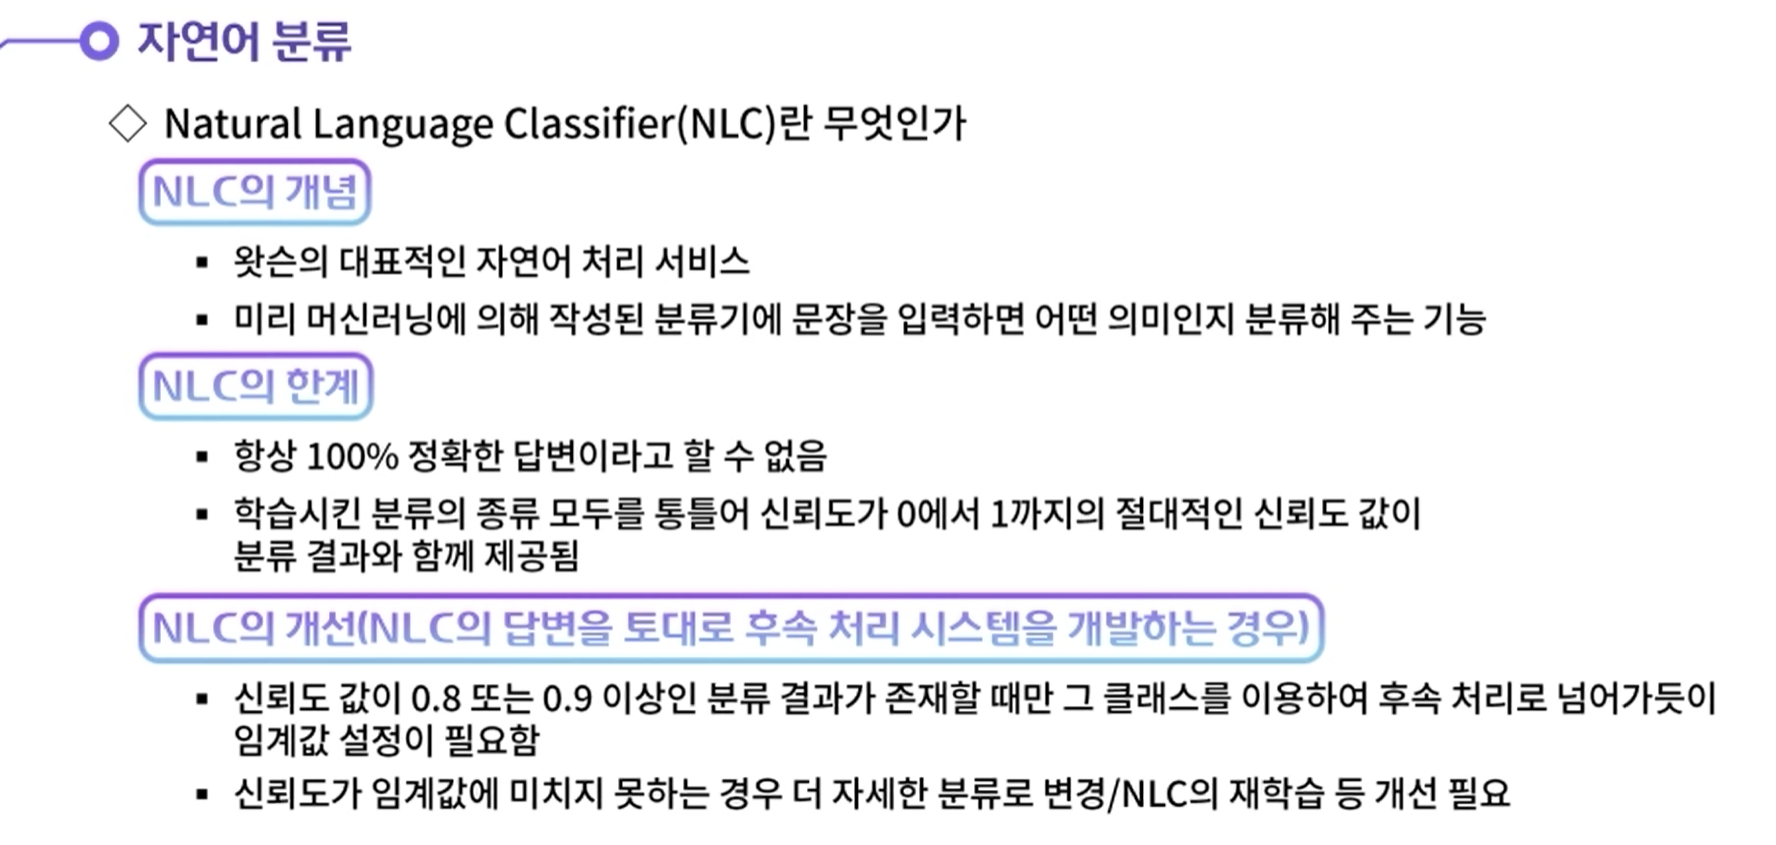 자연어 분류
◇ Natural Language Classifier(NLC)란 무엇인가
NLC의 개념
▪ 왓슨의 대표적인 자연어 처리 서비스
▪ 미리 머신러닝에 의해 작성된 분류기에 문장을 입력하면 어떤 의미인지 분류해 주는 기능
NLC의 한계
▪ 항상 100% 정확한 답변이라고 할 수 없음
▪ 학습시킨 분류의 종류 모두를 통틀어 신뢰도가 0에서 1까지의 절대적인 신뢰도 값이
분류 결과와 함께 제공됨
NLC의 개선(NLC의 답변을 토대로 후속 처리 시스템을 개발하는 경우)
▪ 신뢰도 값이 0.8 또는 0.9 이상인 분류 결과가 존재할 때만 그 클래스를 이용하여 후속 처리로 넘어가듯이
임계값 설정이 필요함
▪ 신뢰도가 임계값에 미치지 못하는 경우 더 자세한 분류로 변경/NLC의 재학습 등 개선 필요